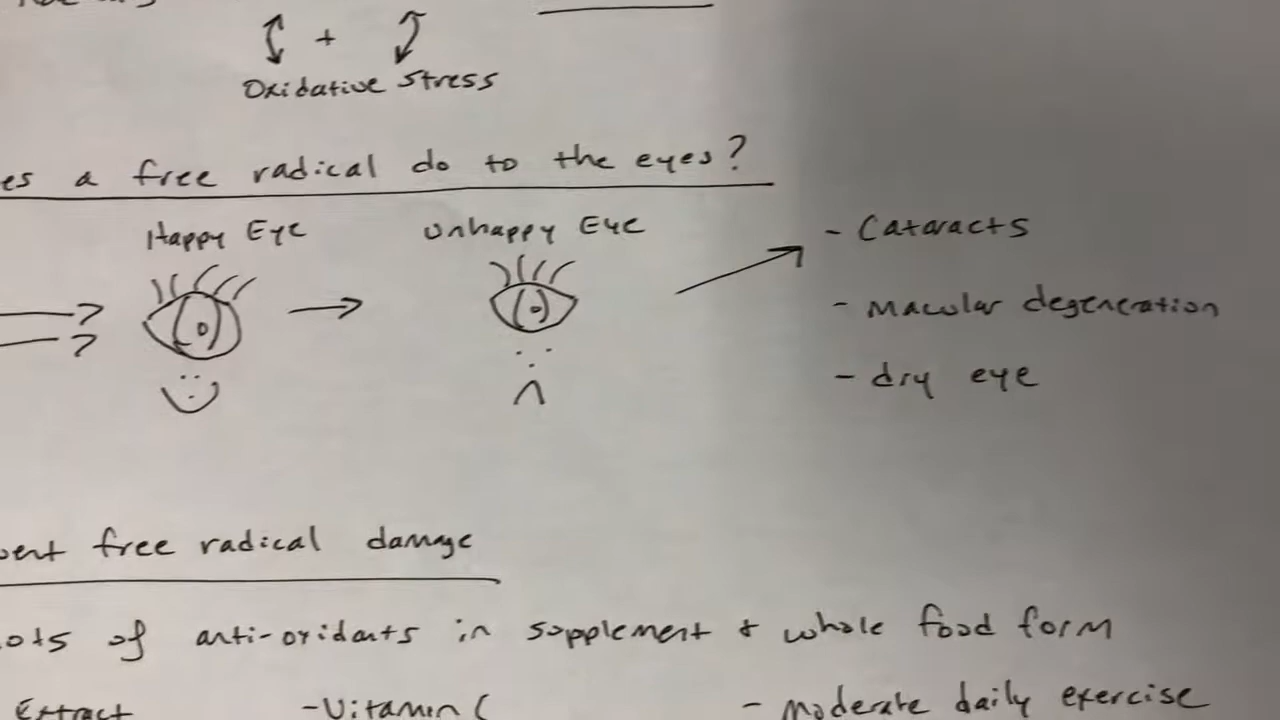 +
Oxidative Stress
es a free radical do to the eyes?
Happy Eye
Unhappy Eye
- Cataracts
- Macular degeneration
- dry eye
free radical damage
ots of anti-oxidants in supplement + whole food form
Extract
- Vitamin C
- Moderate daily exercise